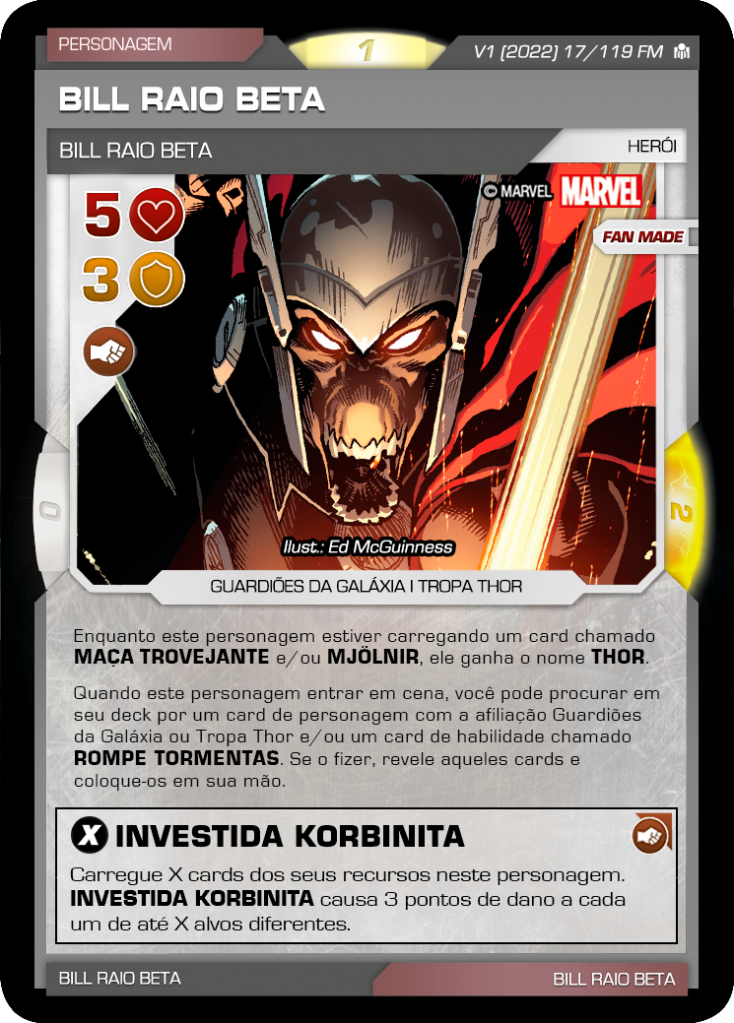 PERSONAGEM
1
V1 (2022) 17/119 FM
BILL RAIO BETA
BILL RAIO BETA
HERÓI
5
© MARVEL MARVEL
FAN MADE
3
0
2
Ilust.: Ed McGuinness
GUARDIÕES DA GALÁXIA | TROPA THOR
Enquanto este personagem estiver carregando um card chamado
MAÇA TROVEJANTE e/ou MJÖLNIR, ele ganha o nome THOR.
Quando este personagem entrar em cena, você pode procurar em
seu deck por um card de personagem com a afiliação Guardiões
da Galáxia ou Tropa Thor e/ou um card de habilidade chamado
ROMPE TORMENTAS. Se o fizer, revele aqueles cards e
coloque-os em sua mão.
X INVESTIDA KORBINITA
Carregue X cards dos seus recursos neste personagem.
INVESTIDA KORBINITA causa 3 pontos de dano a cada
um de até X alvos diferentes.
BILL RAIO BETA
BILL RAIO BETA